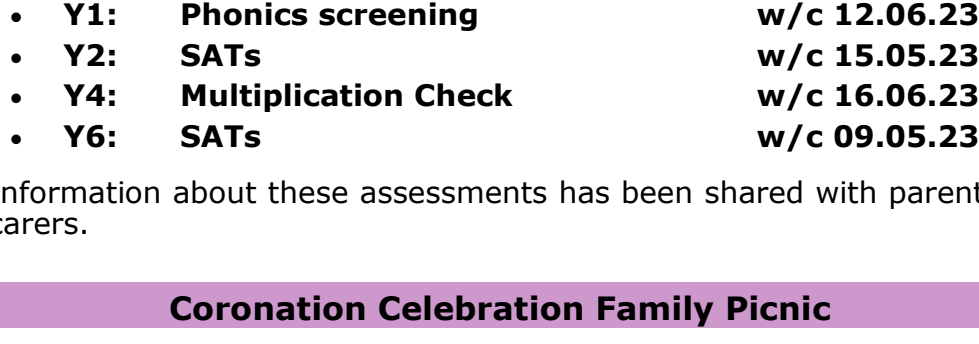 • Y1: Phonics screening w/c 12.06.23
• Y2: SATs w/c 15.05.23
• Y4: Multiplication Check w/c 16.06.23
• Y6: SATs w/c 09.05.23
nformation about these assessments has been shared with parent
carers.
Coronation Celebration Family Picnic